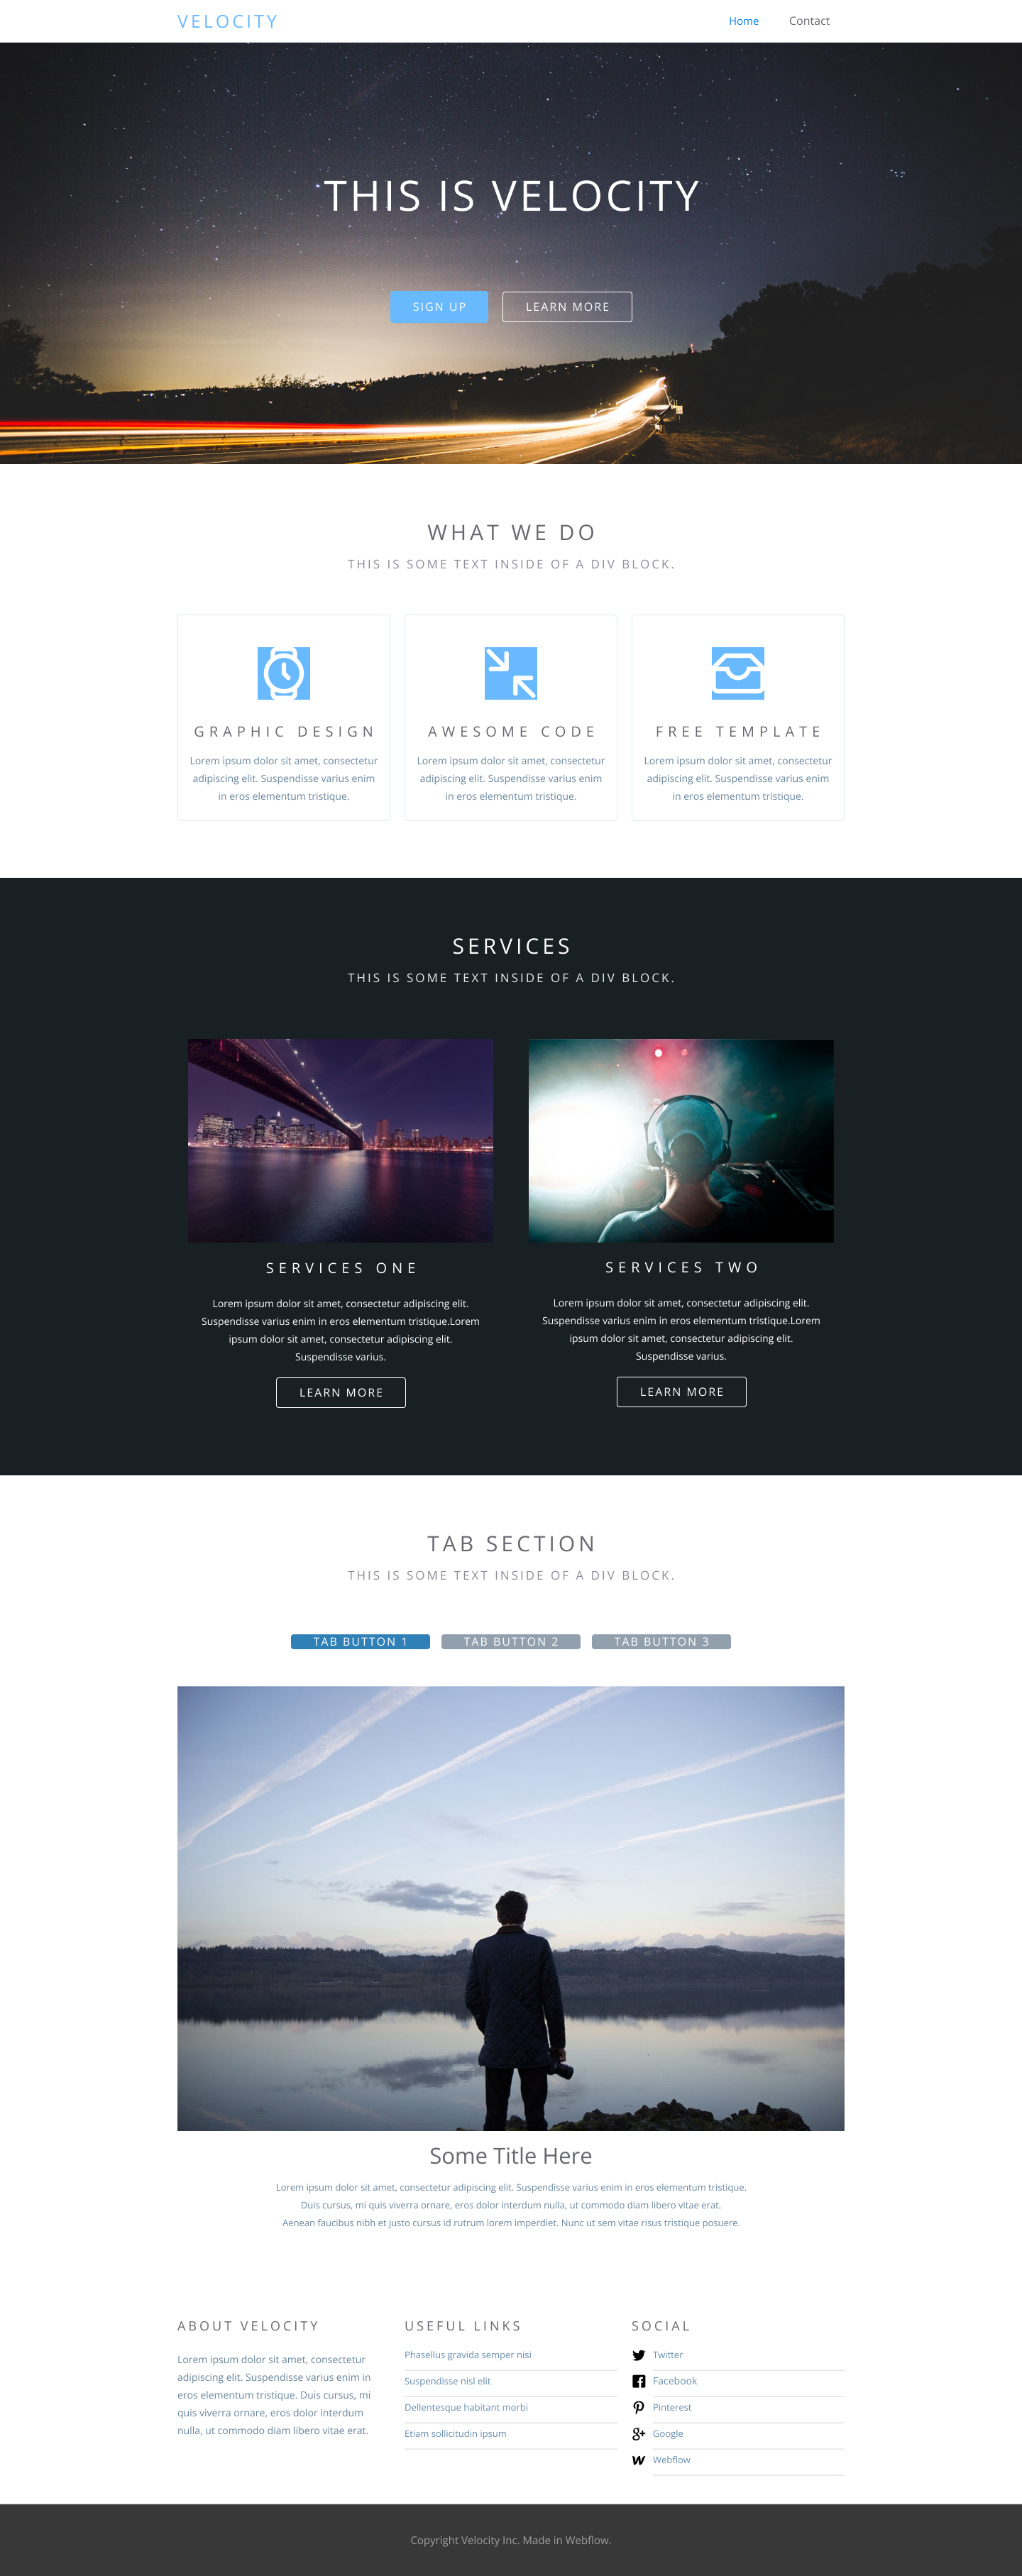 VELOCITY
Home
Contact
THIS IS VELOCITY
SIGN UP
LEARN MORE
WHAT WE DO
THIS IS SOME TEXT INSIDE OF A DIV BLOCK.
GRAPHIC DESIGN
Lorem ipsum dolor sit amet, consectetur
adipiscing elit. Suspendisse varius enim
in eros elementum tristique.
AWESOME CODE
Lorem ipsum dolor sit amet, consectetur
adipiscing elit. Suspendisse varius enim
in eros elementum tristique.
FREE TEMPLATE
Lorem ipsum dolor sit amet, consectetur
adipiscing elit. Suspendisse varius enim
in eros elementum tristique.
SERVICES
THIS IS SOME TEXT INSIDE OF A DIV BLOCK.
SERVICES ONE
Lorem ipsum dolor sit amet, consectetur adipiscing elit.
Suspendisse varius enim in eros elementum tristique.Lorem
ipsum dolor sit amet, consectetur adipiscing elit.
Suspendisse varius.
LEARN MORE
SERVICES TWO
Lorem ipsum dolor sit amet, consectetur adipiscing elit.
Suspendisse varius enim in eros elementum tristique.Lorem
ipsum dolor sit amet, consectetur adipiscing elit.
Suspendisse varius.
LEARN MORE
TAB SECTION
THIS IS SOME TEXT INSIDE OF A DIV BLOCK.
TAB BUTTON 1
TAB BUTTON 2
TAB BUTTON 3
Some Title Here
Lorem ipsum dolor sit amet, consectetur adipiscing elit. Suspendisse varius enim in eros elementum tristique.
Duis cursus, mi quis viverra ornare, eros dolor interdum nulla, ut commodo diam libero vitae erat.
Aenean faucibus nibh et justo cursus id rutrum lorem imperdiet. Nunc ut sem vitae risus tristique posuere.
ABOUT VELOCITY
Lorem ipsum dolor sit amet, consectetur
adipiscing elit. Suspendisse varius enim in
eros elementum tristique. Duis cursus, mi
quis viverra ornare, eros dolor interdum
nulla, ut commodo diam libero vitae erat.
USEFUL LINKS
Phasellus gravida semper nisi
Suspendisse nisl elit
Dellentesque habitant morbi
Etiam sollicitudin ipsum
SOCIAL
Twitter
Facebook
Pinterest
Google
Webflow
Copyright Velocity Inc. Made in Webflow.